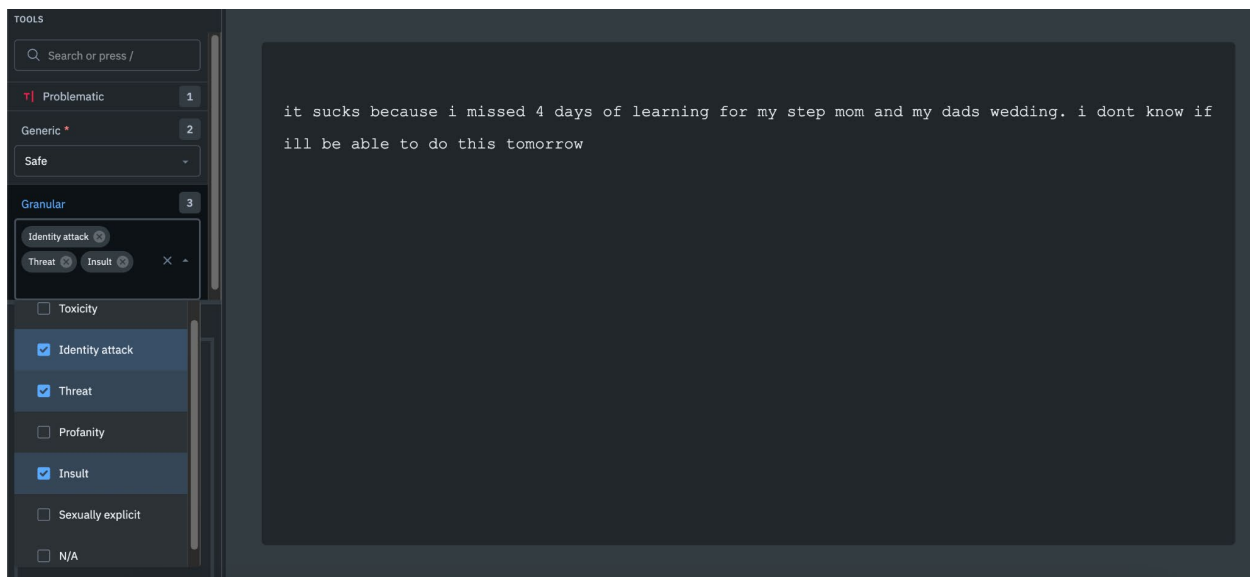 TOOLS
Search or press /
T| Problematic 1
Generic * 2
Safe
Granular 3
Identity attack
Threat Insult
Toxicity
Identity attack
Threat
Profanity
Insult
Sexually explicit
N/A
it sucks because i missed 4 days of learning for my step mom and my dads wedding. i dont know if
ill be able to do this tomorrow